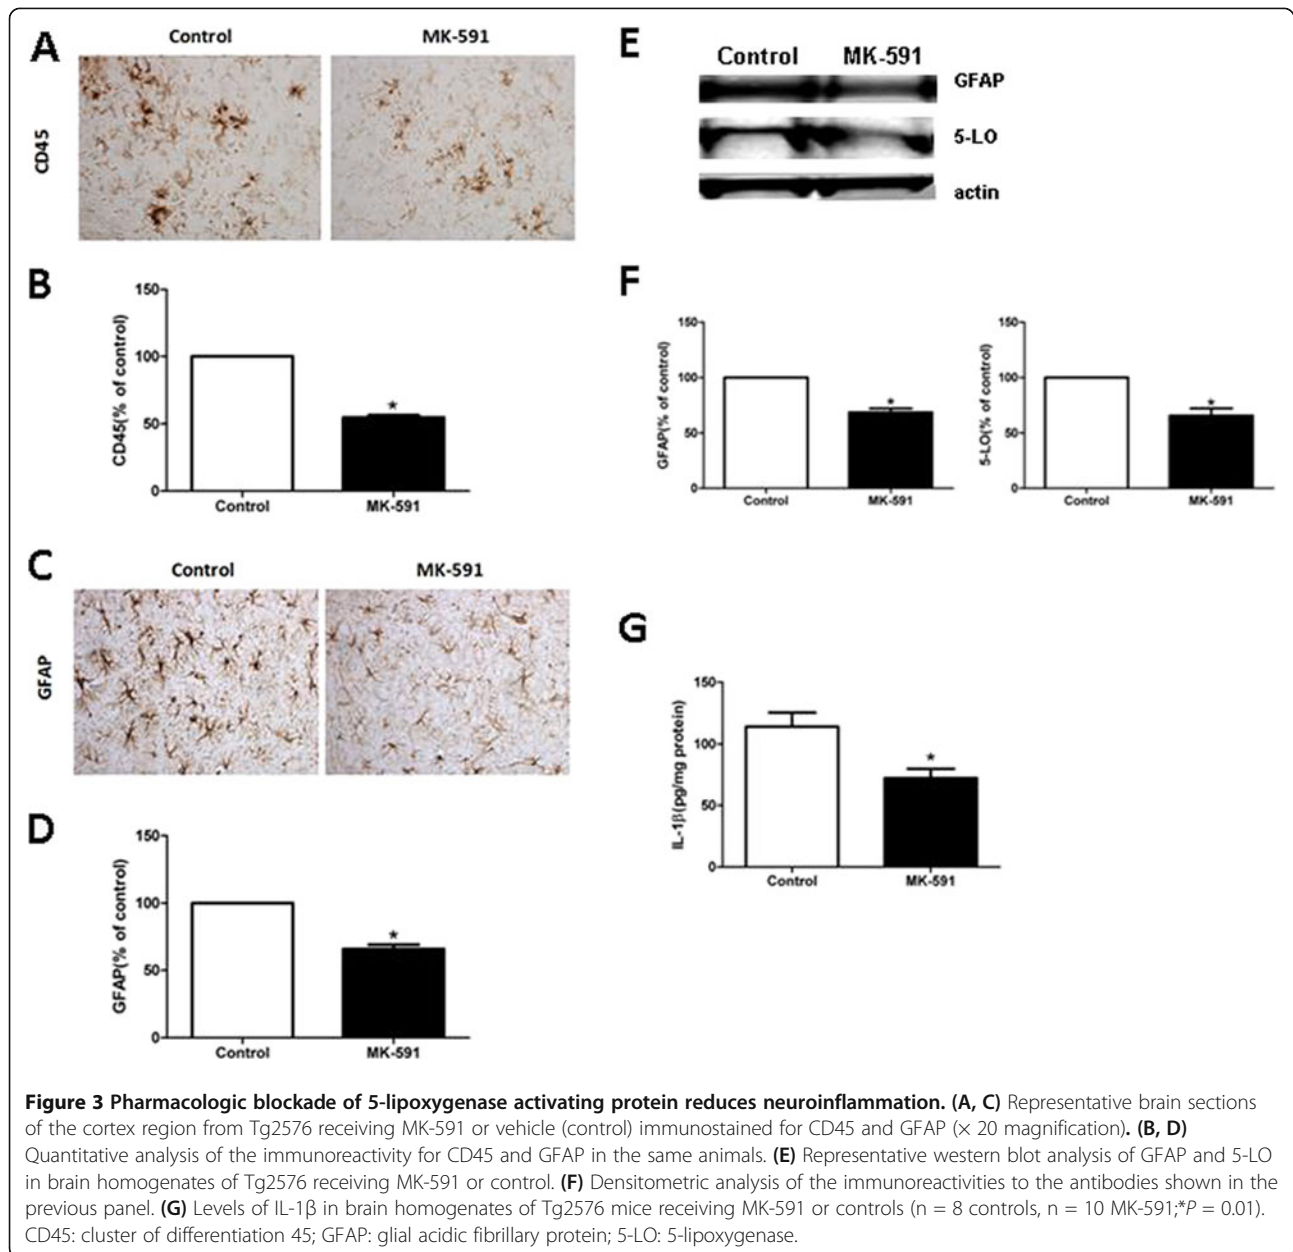 A
Control
MK-591
CD45
B
150
100
50
0
CD45(% of control)
*
Control
MK-591
C
Control
MK-591
GFAP
D
150
100
50
0
GFAP(% of control)
*
Control
MK-591
E
Control
MK-591
GFAP
5-LO
actin
F
150
100
50
0
GFAP(% of control)
*
Control
MK-591
150
100
50
0
5-LO(% of control)
*
Control
MK-591
G
150
100
50
0
IL-1β(pg/mg protein)
*
Control
MK-591
Figure 3 Pharmacologic blockade of 5-lipoxygenase activating protein reduces neuroinflammation. (A, C) Representative brain sections
of the cortex region from Tg2576 receiving MK-591 or vehicle (control) immunostained for CD45 and GFAP (× 20 magnification). (B, D)
Quantitative analysis of the immunoreactivity for CD45 and GFAP in the same animals. (E) Representative western blot analysis of GFAP and 5-LO
in brain homogenates of Tg2576 receiving MK-591 or control. (F) Densitometric analysis of the immunoreactivities to the antibodies shown in the
previous panel. (G) Levels of IL-1β in brain homogenates of Tg2576 mice receiving MK-591 or controls (n = 8 controls, n = 10 MK-591;*P = 0.01).
CD45: cluster of differentiation 45; GFAP: glial acidic fibrillary protein; 5-LO: 5-lipoxygenase.